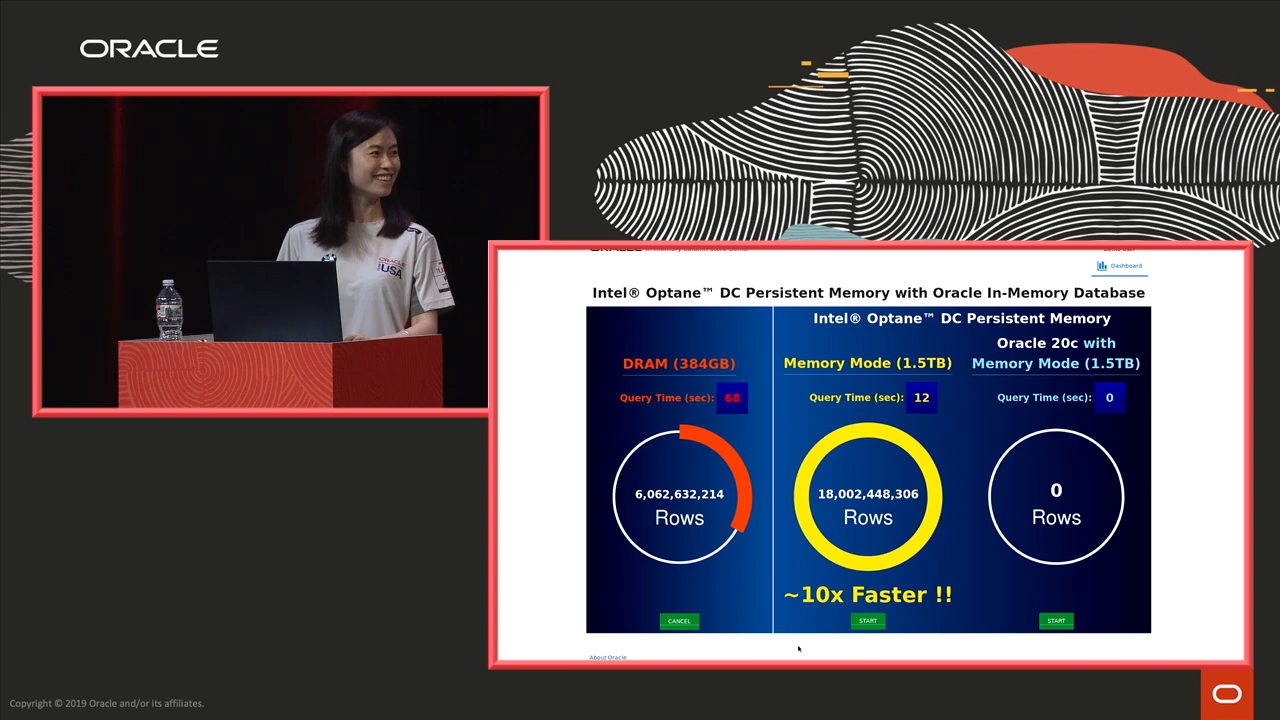 ORACLE
ORACLE
USA
Dashboard
Intel® Optane™ DC Persistent Memory with Oracle In-Memory Database
Intel® Optane™ DC Persistent Memory
DRAM (384GB)
Query Time (sec): 68
6,062,632,214
Rows
CANCEL
Memory Mode (1.5TB)
Query Time (sec): 12
18,002,448,306
Rows
~10x Faster !!
START
Oracle 20c with
Memory Mode (1.5TB)
Query Time (sec): 0
0
Rows
START
About Oracle
Copyright © 2019 Oracle and/or its affiliates.